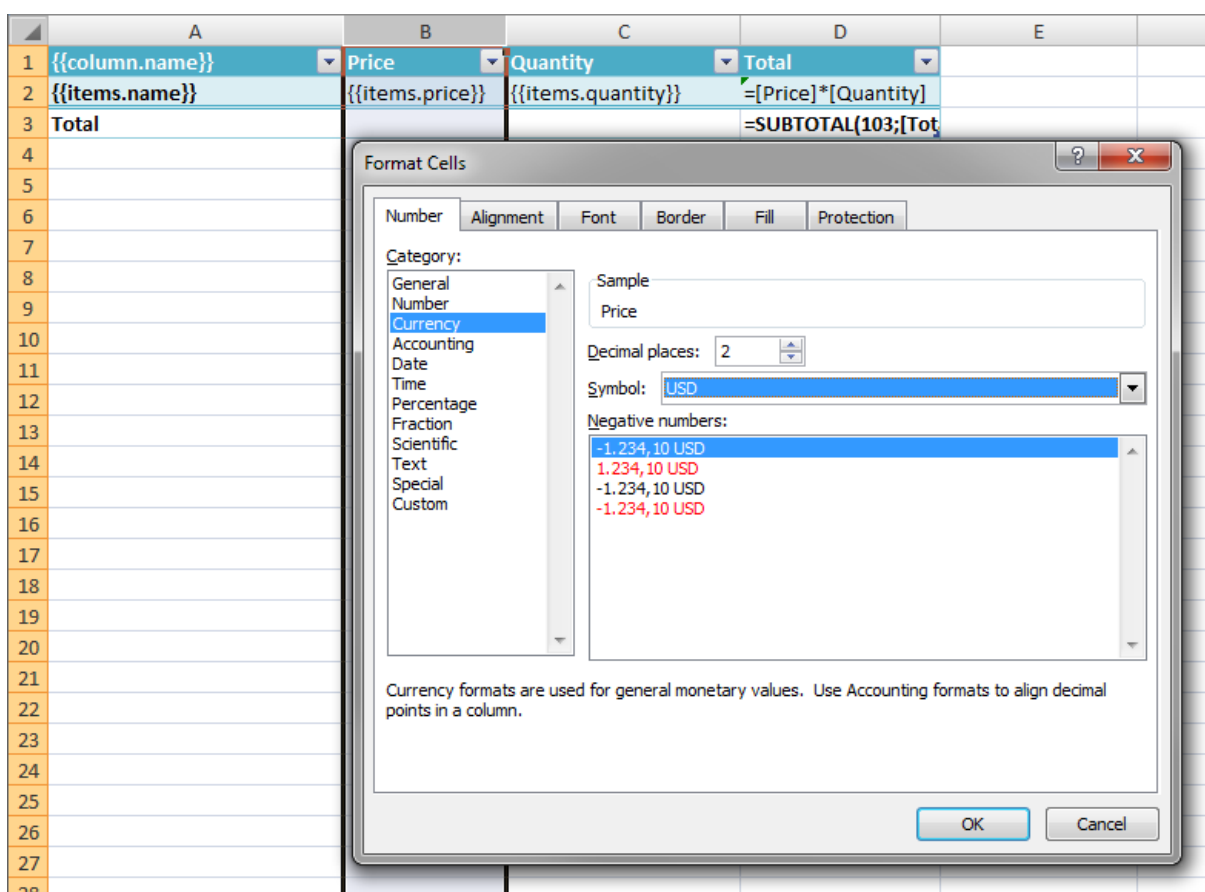 A B C D E
1 {{column.name}} Price Quantity Total
2 {{items.name}} {{items.price}} {{items.quantity}} =[Price]*[Quantity]
3 Total =SUBTOTAL(103;[Tot
4
5
6
7
8
9
10
11
12
13
14
15
16
17
18
19
20
21
22
23
24
25
26
27
28
Format Cells
Number Alignment Font Border Fill Protection
Category:
General
Number
Currency
Accounting
Date
Time
Percentage
Fraction
Scientific
Text
Special
Custom
Sample
Price
Decimal places: 2
Symbol: USD
Negative numbers:
-1.234,10 USD
1.234,10 USD
-1.234,10 USD
-1.234,10 USD
Currency formats are used for general monetary values. Use Accounting formats to align decimal
points in a column.
OK Cancel